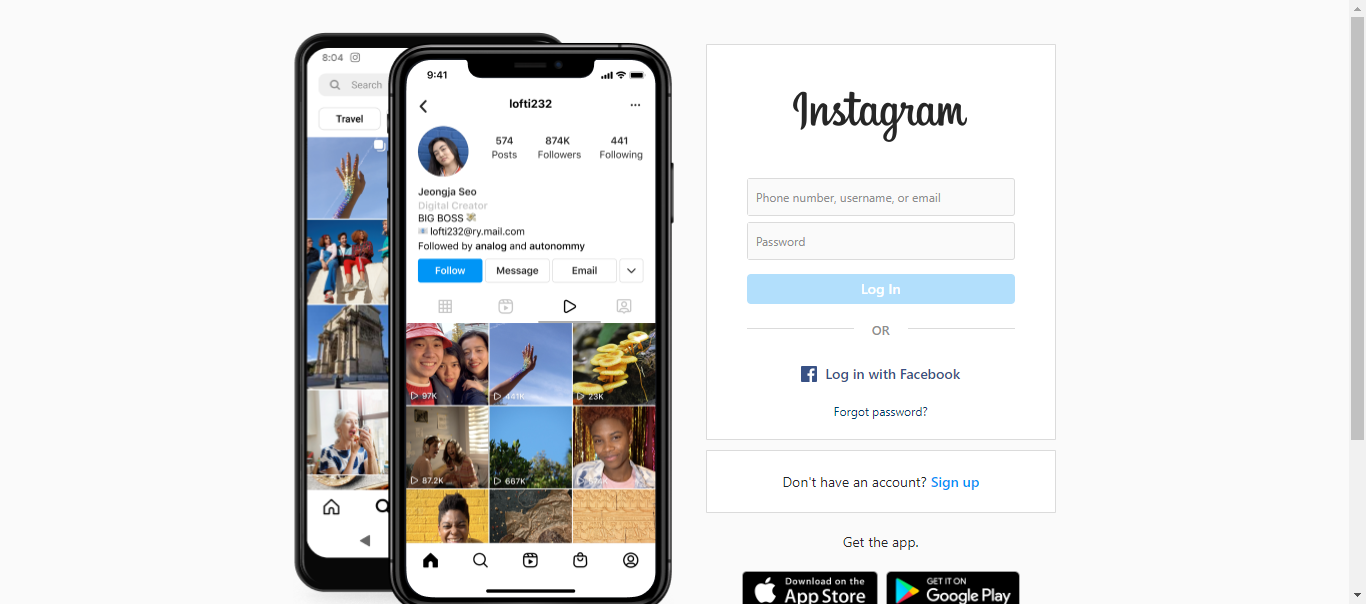 8:04
Search
Travel
9:41
lofti232
574 874K 441
Posts Followers Following
Jeongja Seo
Digital Creator
BIG BOSS
lofti232@ry.mail.com
Followed by analog and autonommy
Follow Message Email
97K 441K 23K
87.2K 667K
Instagram
Phone number, username, or email
Password
Log In
OR
Log in with Facebook
Forgot password?
Don't have an account? Sign up
Get the app.
Download on the
App Store
GET IT ON
Google Play